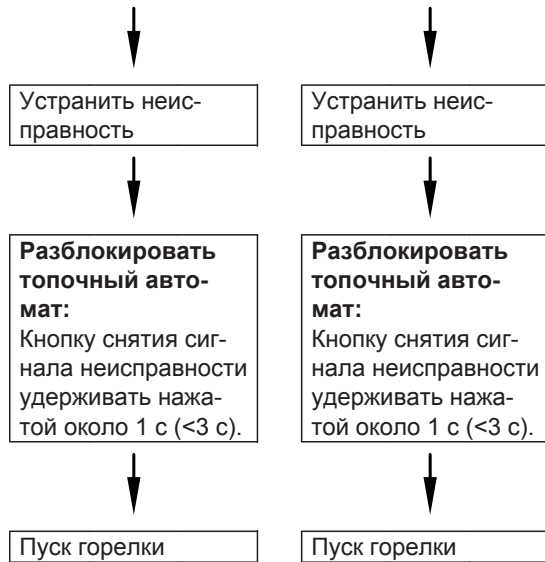 Устранить неис-
правность
Разблокировать
топочный авто-
мат:
Кнопку снятия сиг-
нала неисправности
удерживать нажа-
той около 1 с (<3 с).
Пуск горелки
Устранить неис-
правность
Разблокировать
топочный авто-
мат:
Кнопку снятия сиг-
нала неисправности
удерживать нажа-
той около 1 с (<3 с).
Пуск горелки